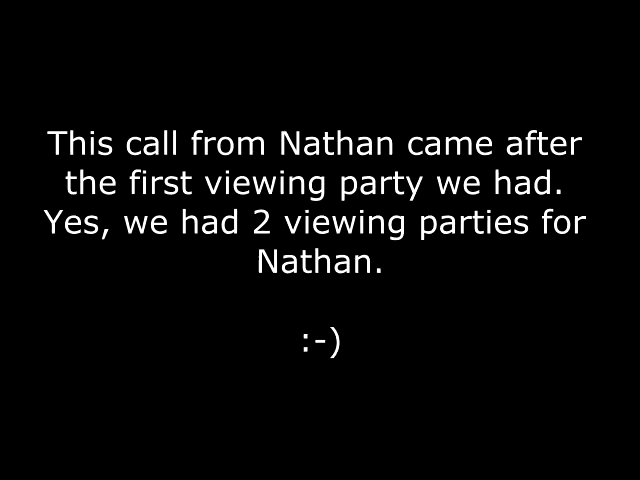 This call from Nathan came after
the first viewing party we had.
Yes, we had 2 viewing parties for
Nathan.
:-)